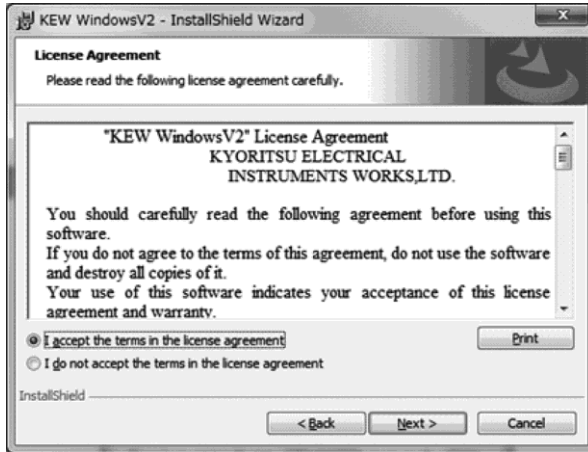 KEW WindowsV2 - InstallShield Wizard
License Agreement
Please read the following license agreement carefully.
"KEW WindowsV2" License Agreement
KYORITSU ELECTRICAL
INSTRUMENTS WORKS,LTD.
You should carefully read the following agreement before using this
software.
If you do not agree to the terms of this agreement, do not use the software
and destroy all copies of it.
Your use of this software indicates your acceptance of this license
agreement and warranty.
I accept the terms in the license agreement
Print
I do not accept the terms in the license agreement
InstallShield
< Back
Next >
Cancel